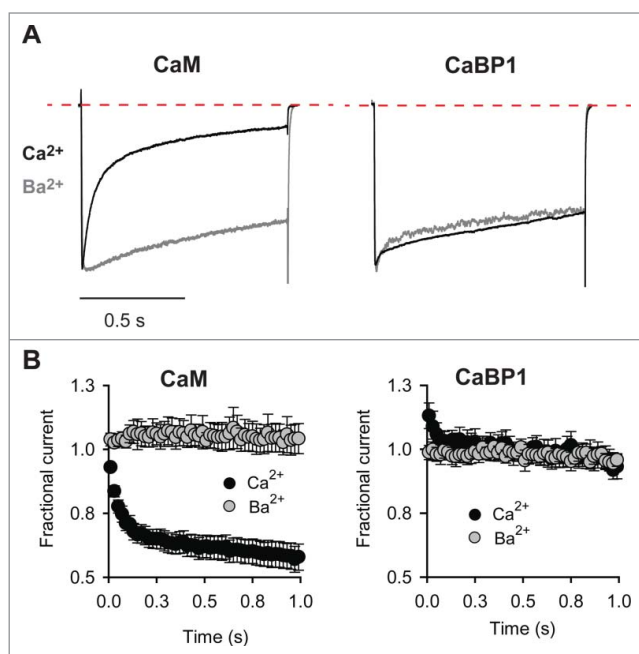 A
CaM
CaBP1
Ca2+
Ba2+
0.5 s
B
CaM
CaBP1
Fractional current
1.3
1.0
0.8
0.5
Ca2+
Ba2+
0.0
0.3
0.5
0.8
1.0
Time (s)
Fractional current
1.3
1.0
0.8
0.5
Ca2+
Ba2+
0.0
0.3
0.5
0.8
1.0
Time (s)